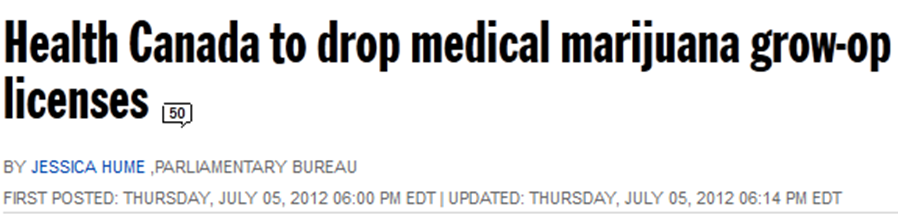 Health Canada to drop medical marijuana grow-op
licenses 50
BY JESSICA HUME ,PARLIAMENTARY BUREAU
FIRST POSTED: THURSDAY, JULY 05, 2012 06:00 PM EDT | UPDATED: THURSDAY, JULY 05, 2012 06:14 PM EDT